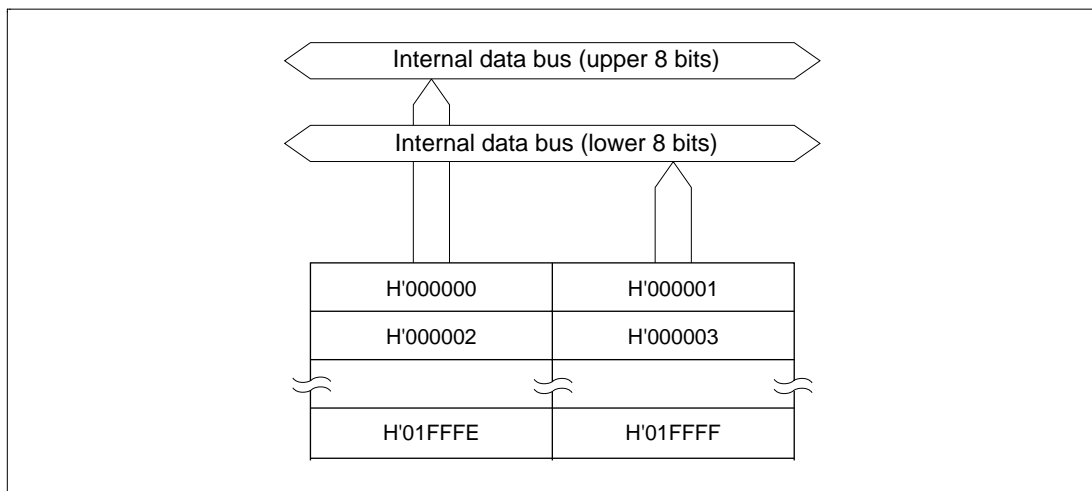 Internal data bus (upper 8 bits)
Internal data bus (lower 8 bits)
H'000000 H'000001
H'000002 H'000003
H'01FFFE H'01FFFF